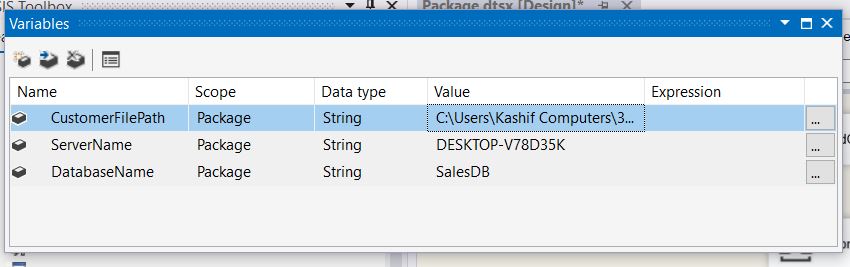 SIS Toolbox
Package.dtsx [Design]*
Variables
Name Scope Data type Value Expression
CustomerFilePath Package String C:\Users\Kashif Computers\3... ...
ServerName Package String DESKTOP-V78D35K ...
DatabaseName Package String SalesDB ...